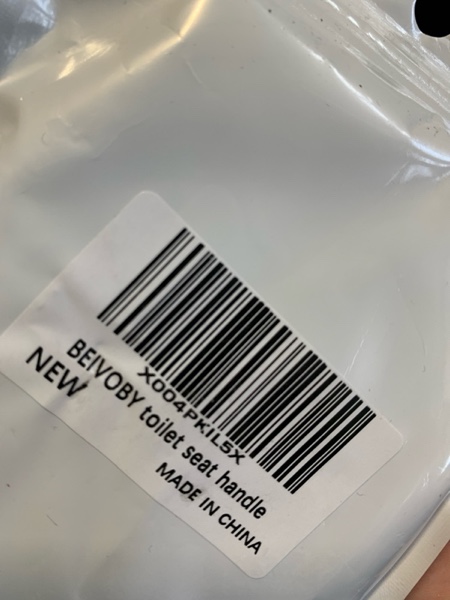 X004PKIL5X
BEIVOBY toilet seat handle
NEW
MADE IN CHINA